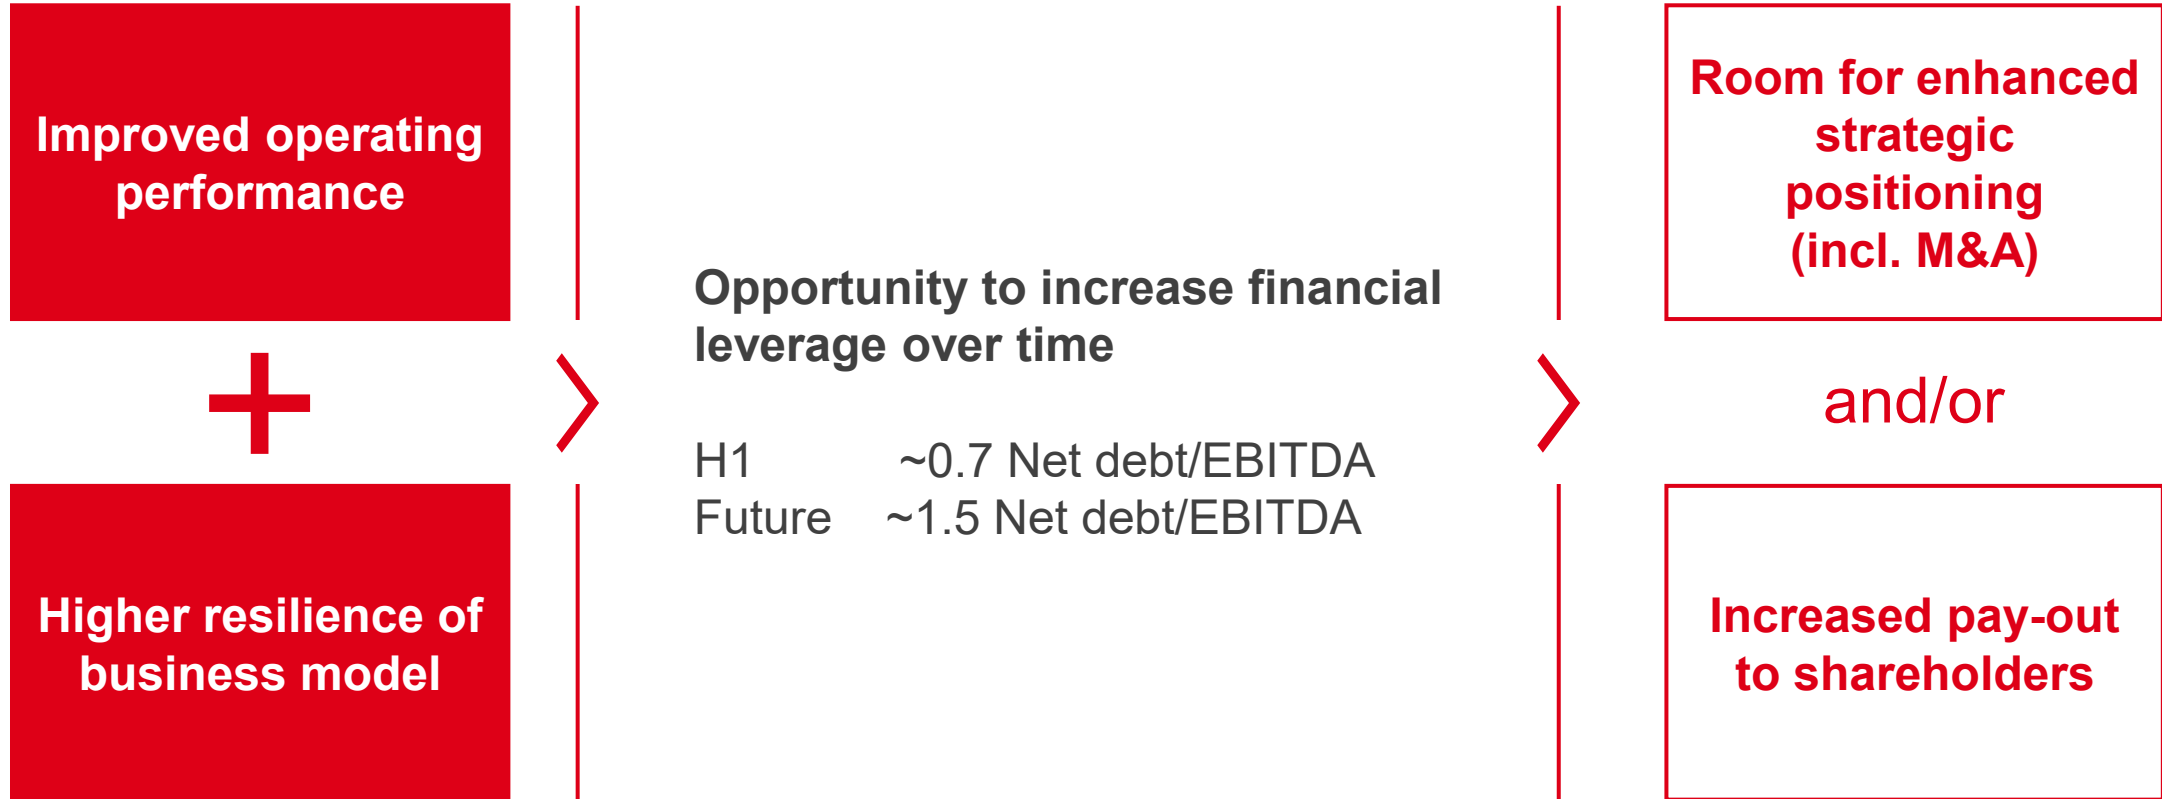 Improved operating
performance
+
Higher resilience of
business model
Opportunity to increase financial
leverage over time
H1 ~0.7 Net debt/EBITDA
Future ~1.5 Net debt/EBITDA
Room for enhanced
strategic
positioning
(incl. M&A)
and/or
Increased pay-out
to shareholders